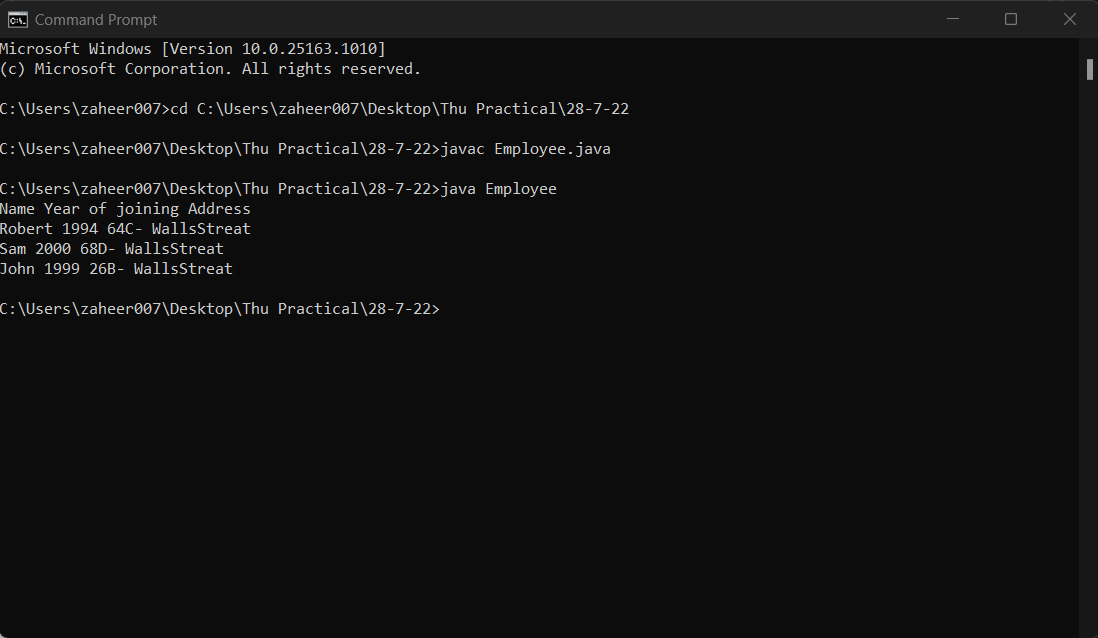 Command Prompt
Microsoft Windows [Version 10.0.25163.1010]
(c) Microsoft Corporation. All rights reserved.
C:\Users\zaheer007>cd C:\Users\zaheer007\Desktop\Thu Practical\28-7-22
C:\Users\zaheer007\Desktop\Thu Practical\28-7-22>javac Employee.java
C:\Users\zaheer007\Desktop\Thu Practical\28-7-22>java Employee
Name Year of joining Address
Robert 1994 64C- WallsStreat
Sam 2000 68D- WallsStreat
John 1999 26B- WallsStreat
C:\Users\zaheer007\Desktop\Thu Practical\28-7-22>